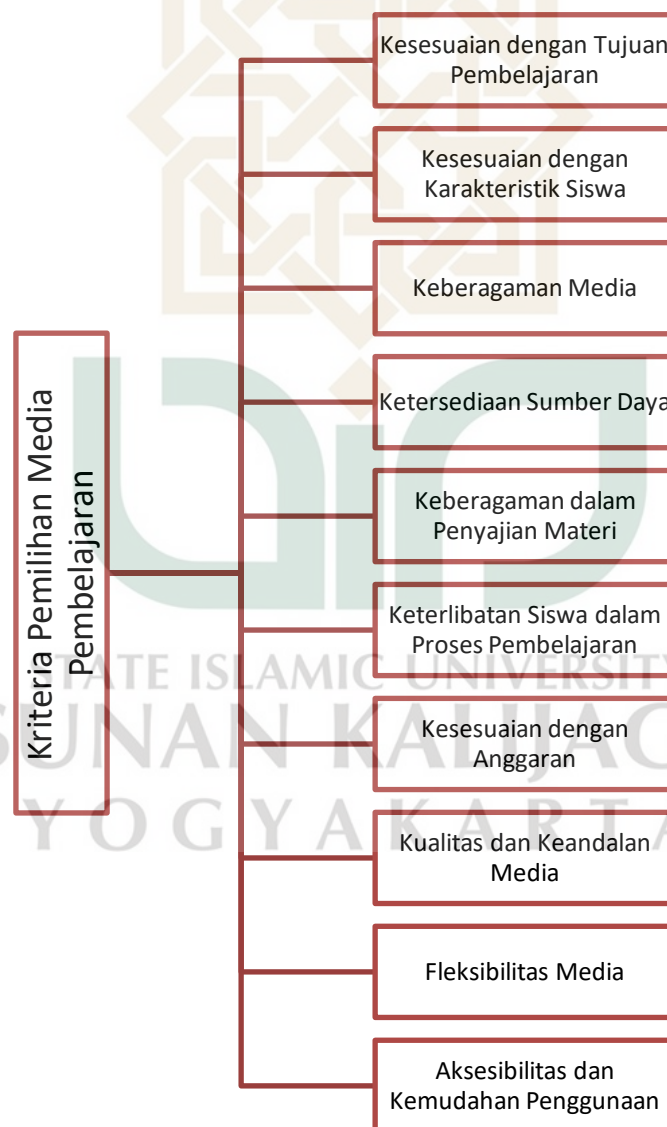 Kriteria Pemilihan Media
Pembelajaran
Kesesuaian dengan Tujuan
Pembelajaran
Kesesuaian dengan
Karakteristik Siswa
Keberagaman Media
Ketersediaan Sumber Daya
Keberagaman dalam
Penyajian Materi
Keterlibatan Siswa dalam
Proses Pembelajaran
Kesesuaian dengan
Anggaran
Kualitas dan Keandalan
Media
Fleksibilitas Media
Aksesibilitas dan
Kemudahan Penggunaan
STATE ISLAMIC UNIVERSITY
SUNAN KALIJAG
YOGYAKARTA